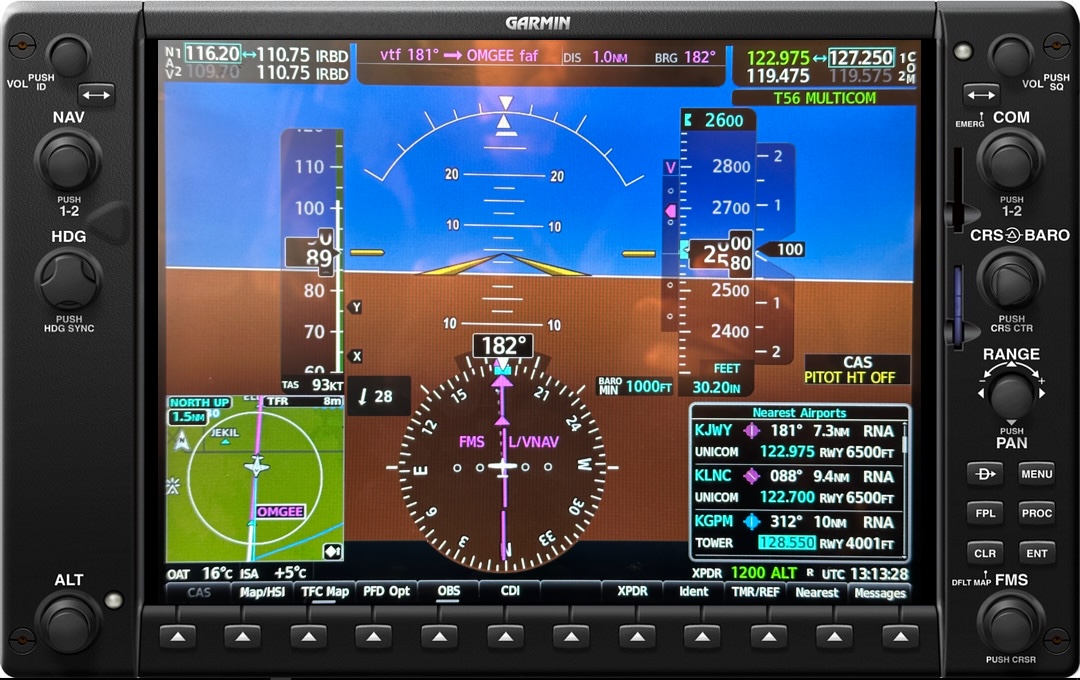 GARMIN
N1 116.20 ↔ 110.75 IRBD
A
V2 109.70 110.75 IRBD
vtf 181° → OMGEE faf DIS 1.0NM BRG 182°
122.975 ↔ 127.250 1C
O
119.475 119.575 2M
T56 MULTICOM
VOL PUSH ID
NAV
PUSH
1-2
HDG
PUSH
HDG SYNC
ALT
110
100
89
80
70
60
TAS 93KT
Y
X
20 20
10 10
10 10
182°
2600
2800
2700
2500
2400
V
2
1
100
1
2
FEET
30.20IN
BARO
MIN 1000FT
CAS
PITOT HT OFF
28
NORTH UP
1.5NM
TFR 8m
JEKIL
OMGEE
12
15
21
24
E
W
6
3
N
33
30
FMS L/VNAV
Nearest Airports
KJWY 181° 7.3NM RNA
UNICOM 122.975 RWY 6500FT
KLNC 088° 9.4NM RNA
UNICOM 122.700 RWY 6500FT
KGPM 312° 10NM RNA
TOWER 128.550 RWY 4001FT
OAT 16°C ISA +5°C
XPDR 1200 ALT R UTC 13:13:28
CAS Map/HSI TFC Map PFD Opt OBS CDI XPDR Ident TMR/REF Nearest Messages
VOL PUSH SQ
EMERG COM
PUSH
1-2
CRS BARO
PUSH
CRS CTR
RANGE
- +
PUSH
PAN
D MENU
FPL PROC
CLR ENT
DFLT MAP FMS
PUSH CRSR